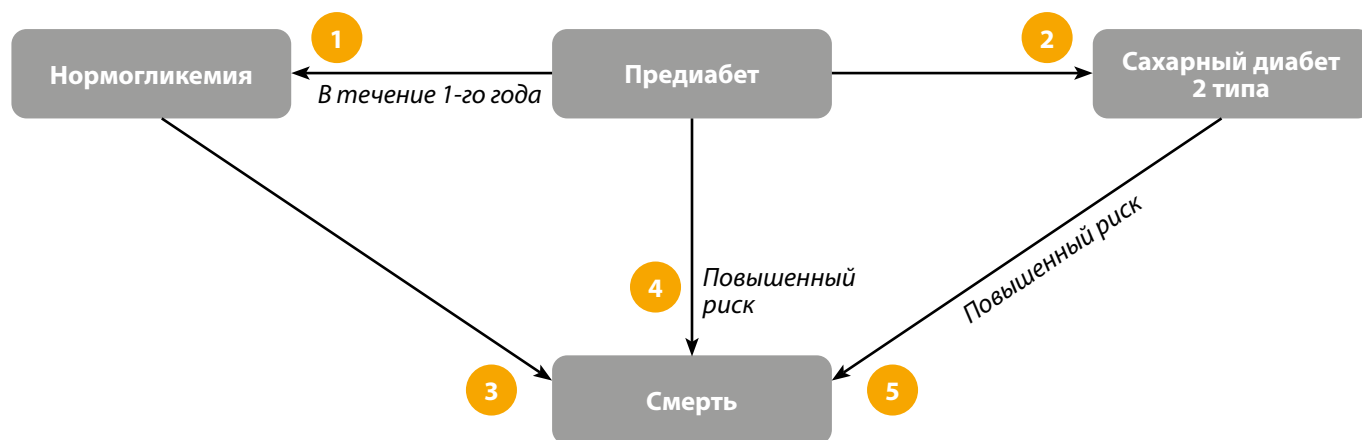 1
2
Нормогликемия
Предиабет
Сахарный диабет
2 типа
В течение 1-го года
4
Повышенный
риск
Повышенный риск
3
Смерть
5